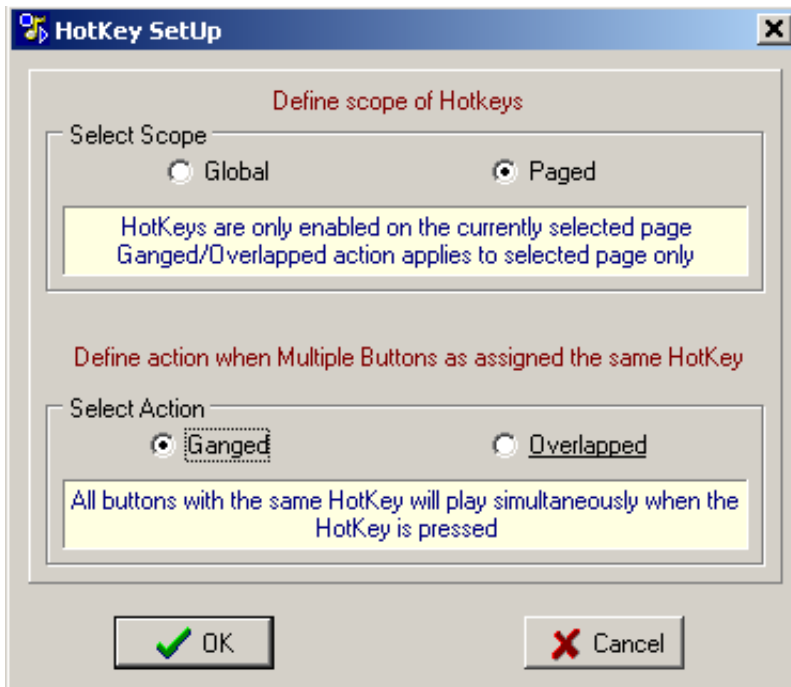 HotKey SetUp
Define scope of Hotkeys
Select Scope
Global Paged
HotKeys are only enabled on the currently selected page
Ganged/Overlapped action applies to selected page only
Define action when Multiple Buttons as assigned the same HotKey
Select Action
Ganged Overlapped
All buttons with the same HotKey will play simultaneously when the
HotKey is pressed
OK Cancel